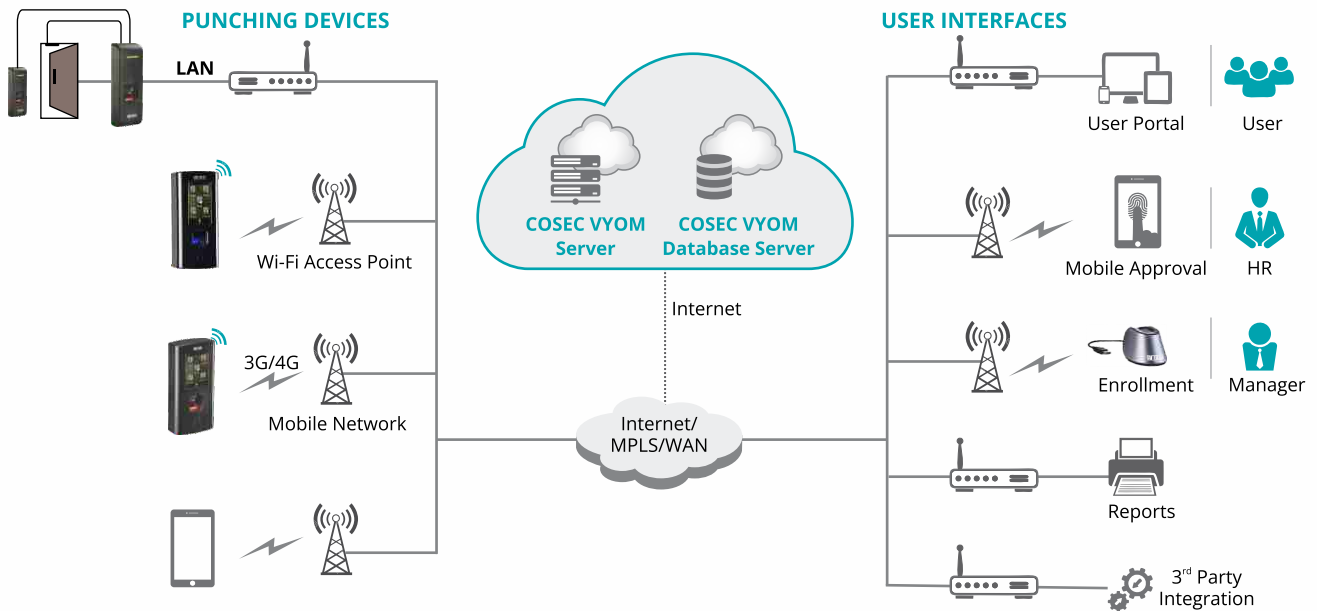 PUNCHING DEVICES
USER INTERFACES
LAN
User Portal
User
COSEC VYOM
Server
COSEC VYOM
Database Server
Wi-Fi Access Point
Mobile Approval
HR
Internet
3G/4G
Mobile Network
Enrollment
Manager
Internet/
MPLS/WAN
Reports
3rd Party
Integration